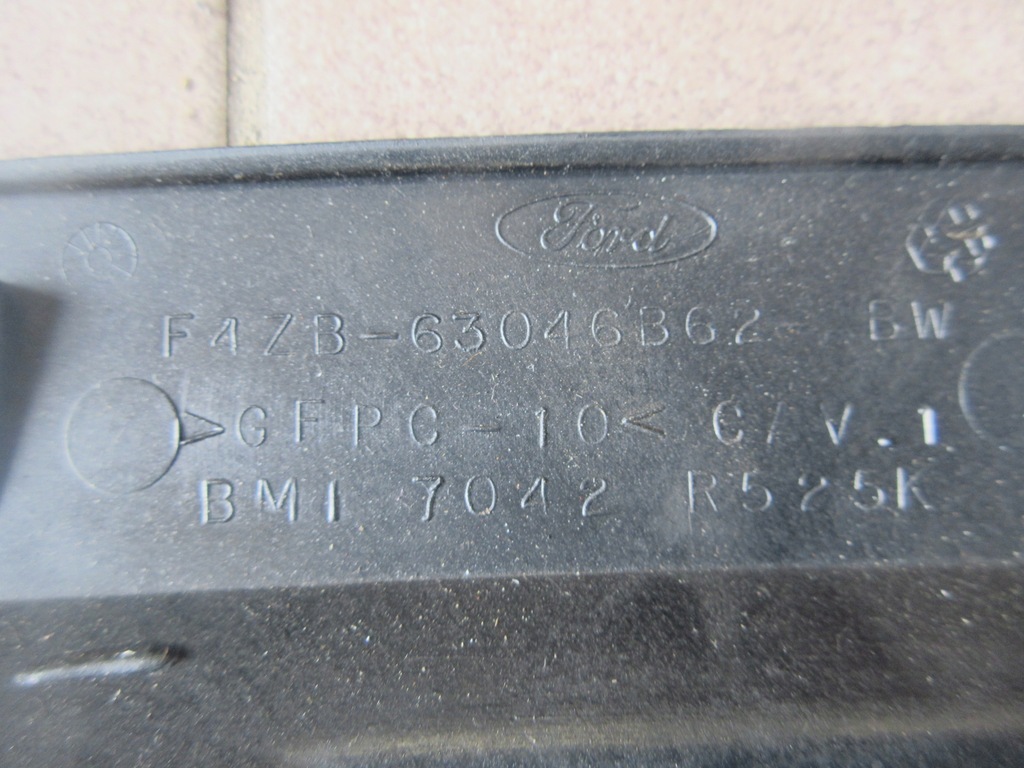 Ford
F4ZB-63046B62 BW
>GFPC-10< C/V.1
BMI 7042 R525K